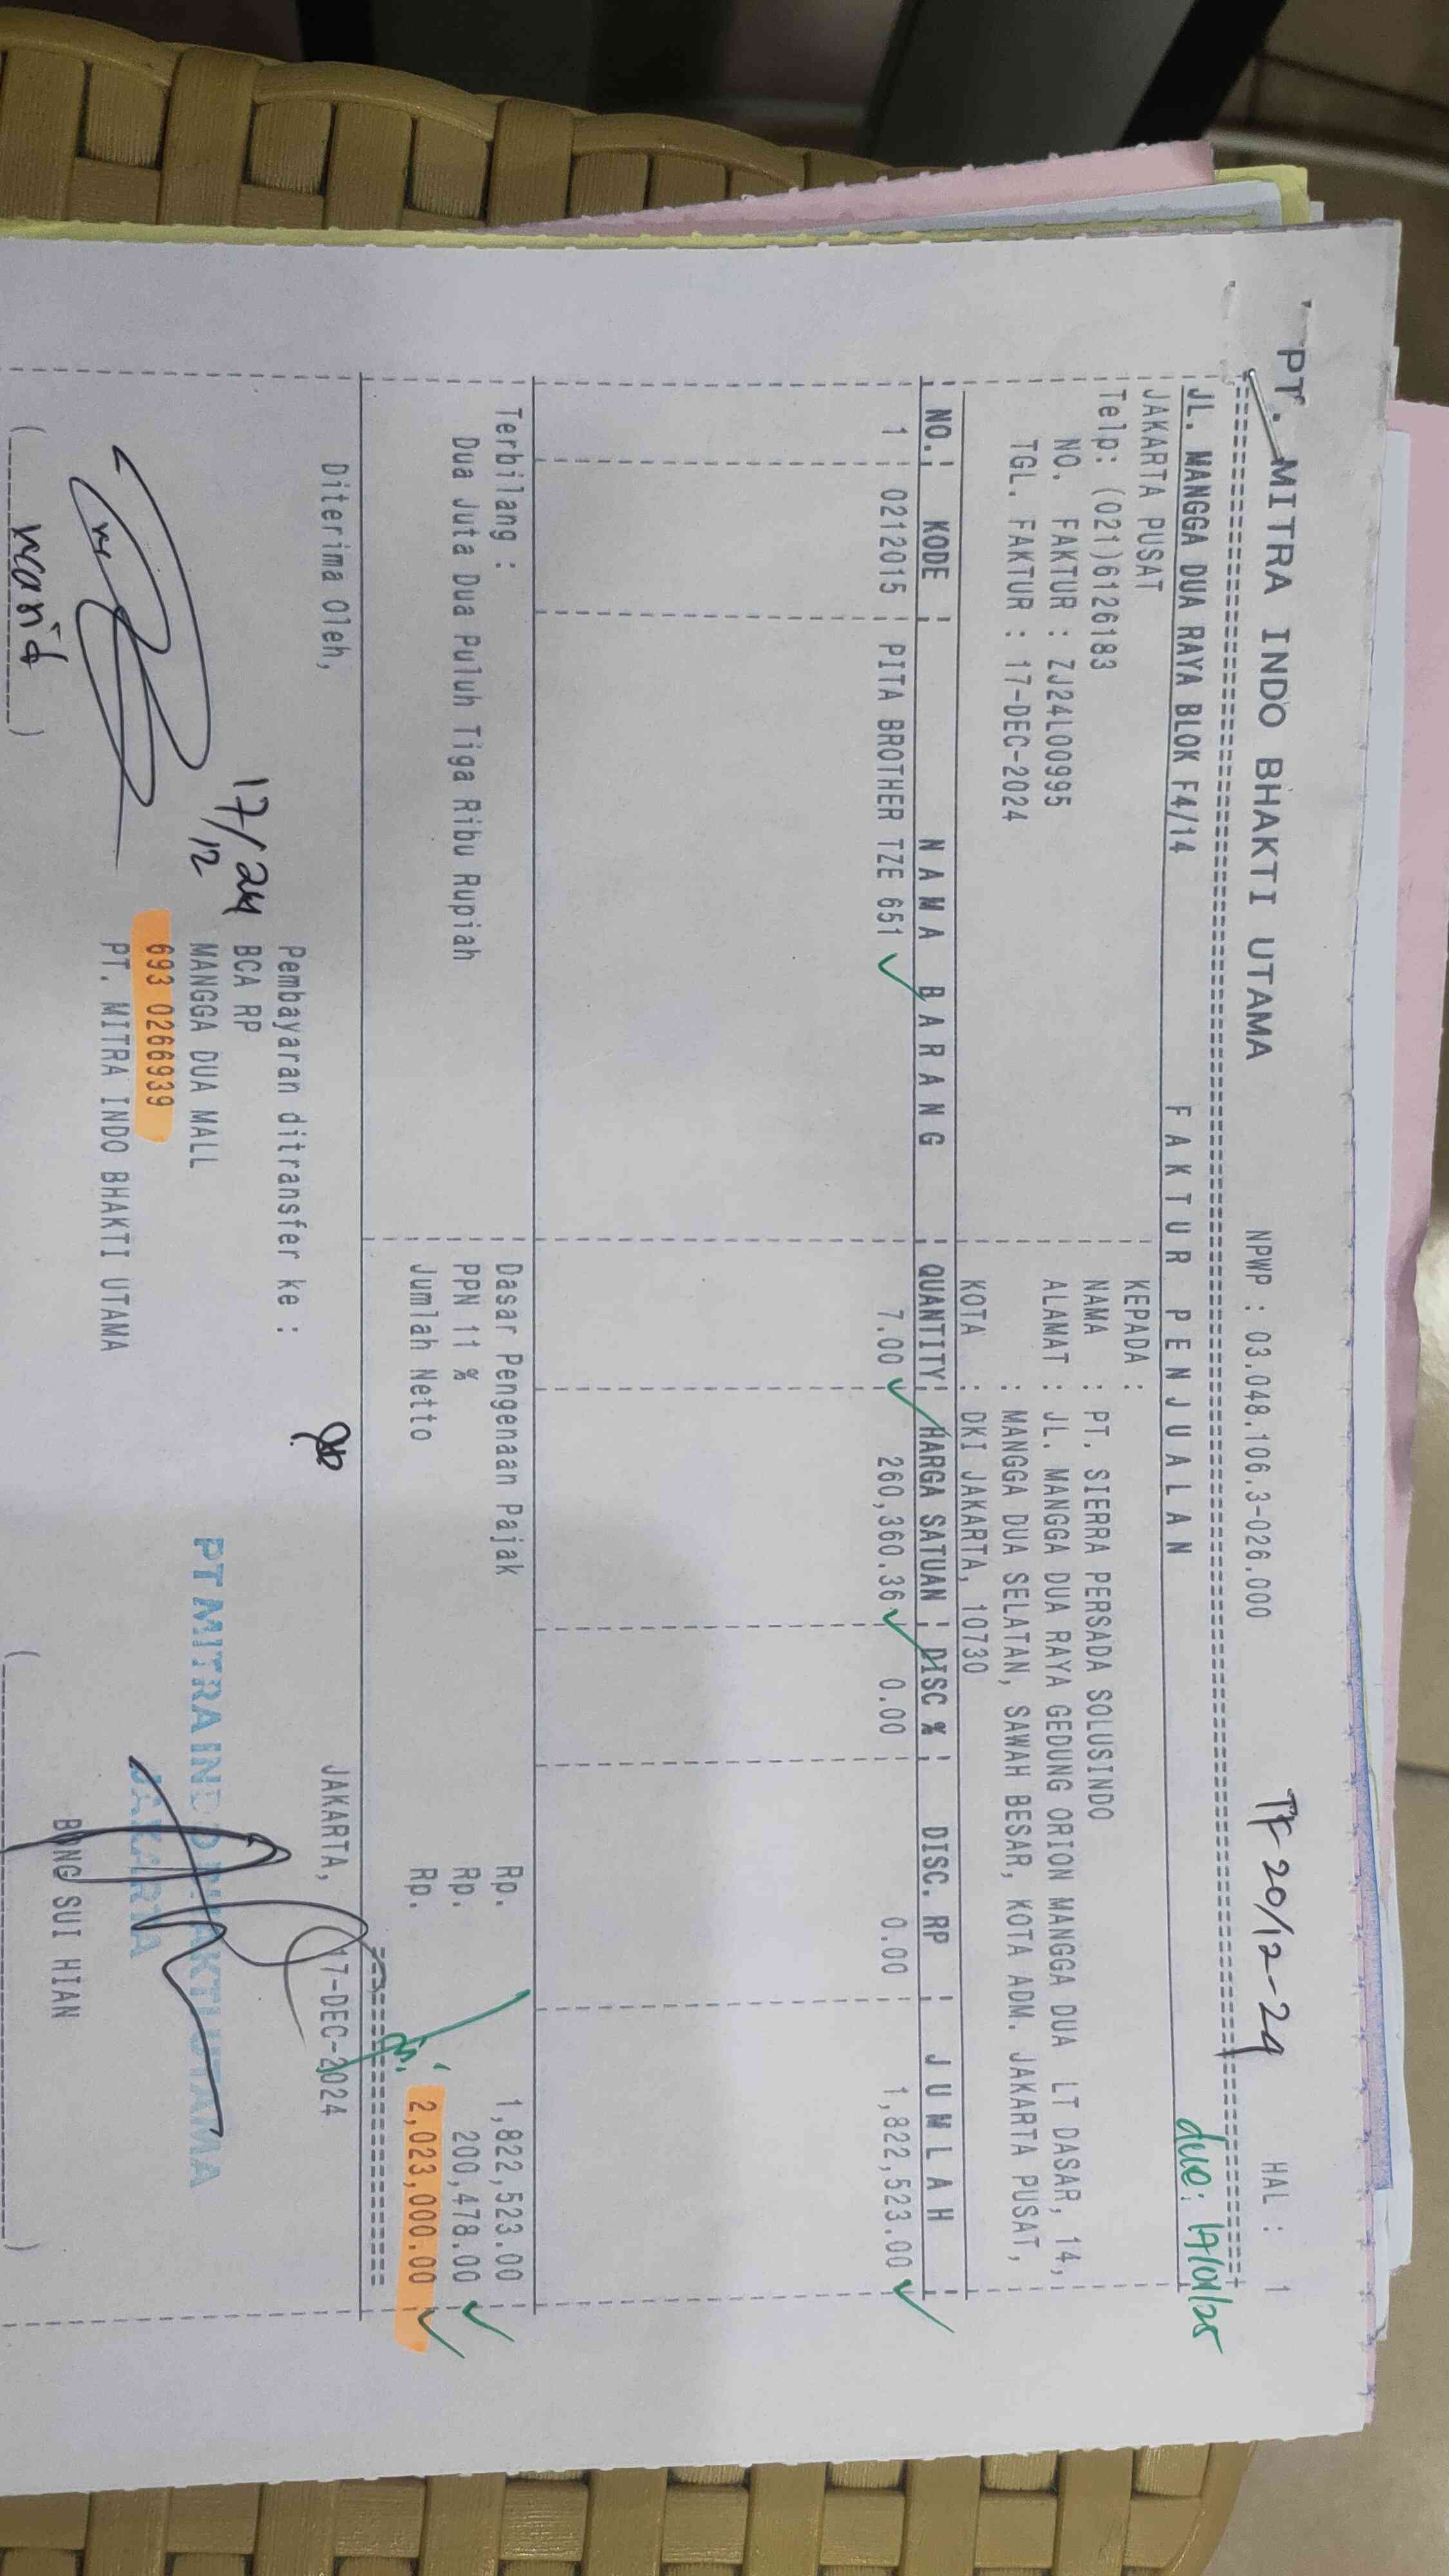 PT. MITRA INDO BHAKTI UTAMA NPWP : 03.048.106.3-026.000 HAL : 1
TF 20/12-24
JL. MANGGA DUA RAYA BLOK F4/14
F A K T U R P E N J U A L A N
due: 17/01/25
JAKARTA PUSAT
Telp: (021)6126183
NO. FAKTUR : ZJ24L00995
TGL. FAKTUR : 17-DEC-2024
KEPADA :
NAMA : PT. SIERRA PERSADA SOLUSINDO
ALAMAT : JL. MANGGA DUA RAYA GEDUNG ORION MANGGA DUA LT DASAR, 14,
: MANGGA DUA SELATAN, SAWAH BESAR, KOTA ADM. JAKARTA PUSAT,
KOTA : DKI JAKARTA, 10730
NO. KODE N A M A B A R A N G QUANTITY HARGA SATUAN DISC % DISC. RP J U M L A H
1 0212015 PITA BROTHER TZE 651 7.00 260,360.36 0.00 0.00 1,822,523.00
Terbilang :
Dua Juta Dua Puluh Tiga Ribu Rupiah
Dasar Pengenaan Pajak Rp. 1,822,523.00
PPN 11 % Rp. 200,478.00
Jumlah Netto Rp. 2,023,000.00
Diterima Oleh,
17/12 24
Pembayaran ditransfer ke :
BCA RP
MANGGA DUA MALL
693 0266939
PT. MITRA INDO BHAKTI UTAMA
JAKARTA, 17-DEC-2024
PT MITRA INDO BHAKTI UTAMA
JAKARTA
BONG SUI HIAN